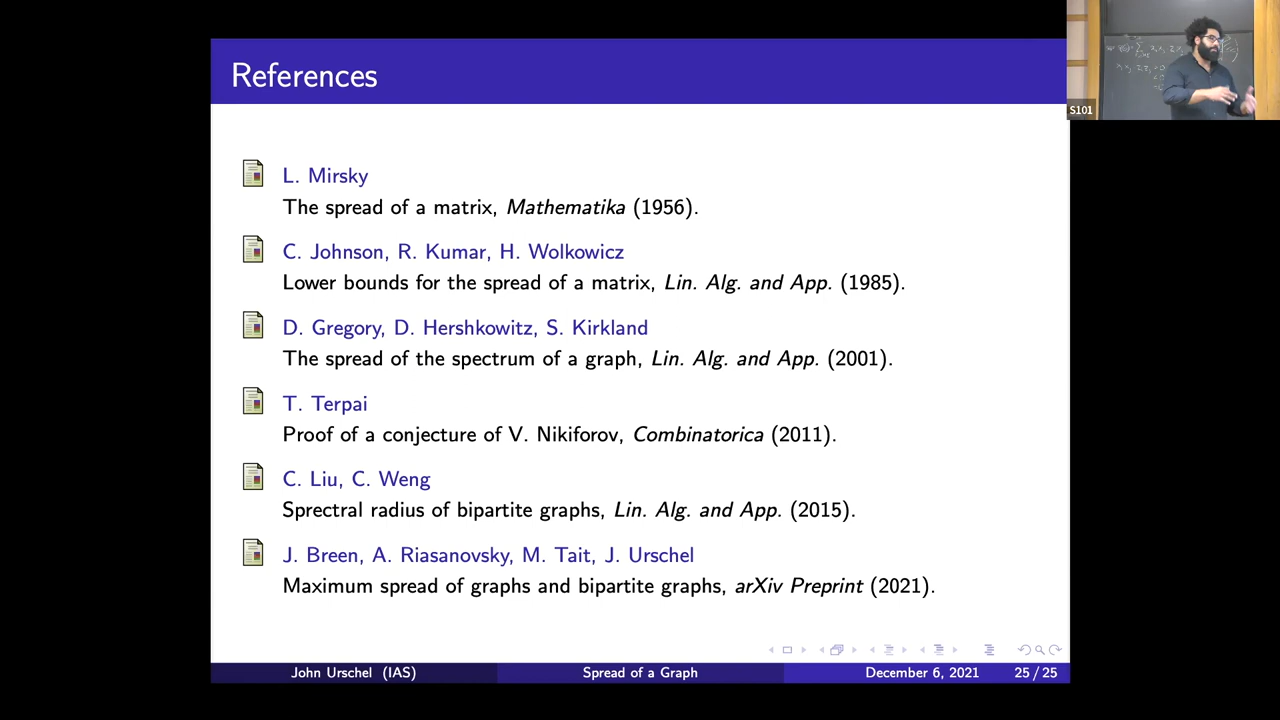 References
L. Mirsky
The spread of a matrix, Mathematika (1956).
C. Johnson, R. Kumar, H. Wolkowicz
Lower bounds for the spread of a matrix, Lin. Alg. and App. (1985).
D. Gregory, D. Hershkowitz, S. Kirkland
The spread of the spectrum of a graph, Lin. Alg. and App. (2001).
T. Terpai
Proof of a conjecture of V. Nikiforov, Combinatorica (2011).
C. Liu, C. Weng
Sprectral radius of bipartite graphs, Lin. Alg. and App. (2015).
J. Breen, A. Riasanovsky, M. Tait, J. Urschel
Maximum spread of graphs and bipartite graphs, arXiv Preprint (2021).
John Urschel (IAS) Spread of a Graph December 6, 2021 25 / 25
S101